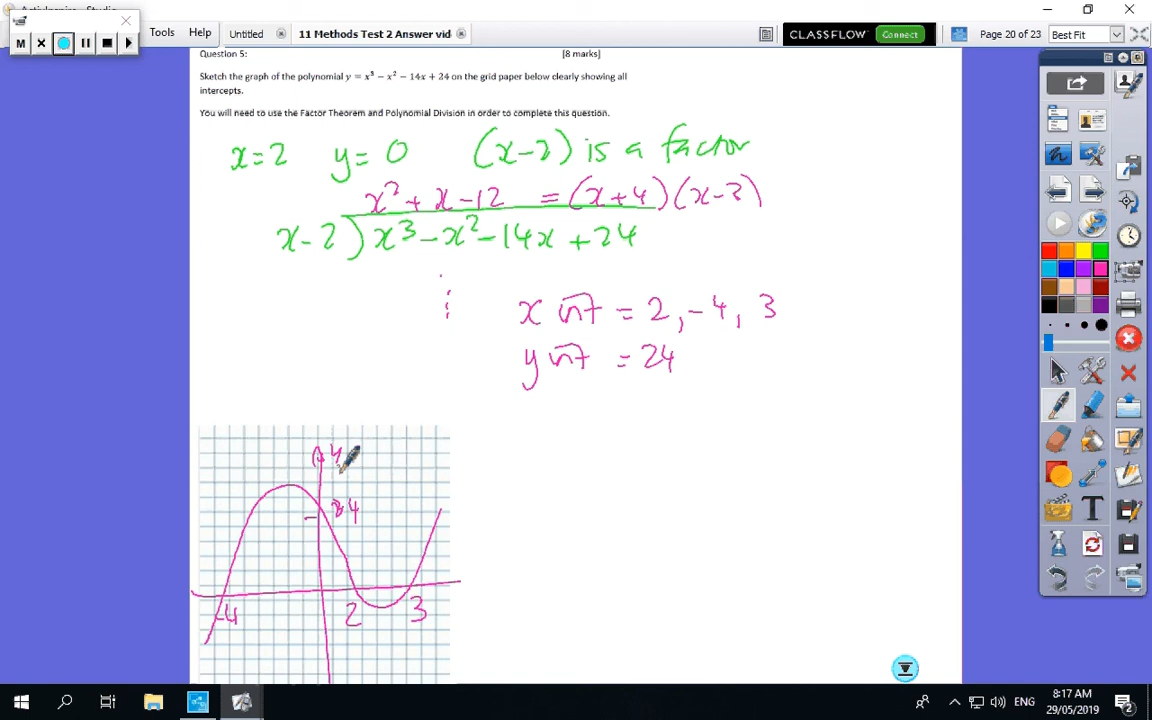 ActivInspire - Studio
M
Tools Help Untitled 11 Methods Test 2 Answer vid
CLASSFLOW Connect
Page 20 of 23 Best Fit
Question 5: [8 marks]
Sketch the graph of the polynomial y = x³ − x² − 14x + 24 on the grid paper below clearly showing all
intercepts.
You will need to use the Factor Theorem and Polynomial Division in order to complete this question.
x=2 y=0 (x-2) is a factor
x² + x -12 = (x+4)(x-3)
x-2 ) x³ - x² - 14x + 24
x int = 2, -4, 3
y int = 24
y
24
-4 2 3
T
ENG
8:17 AM
29/05/2019
2